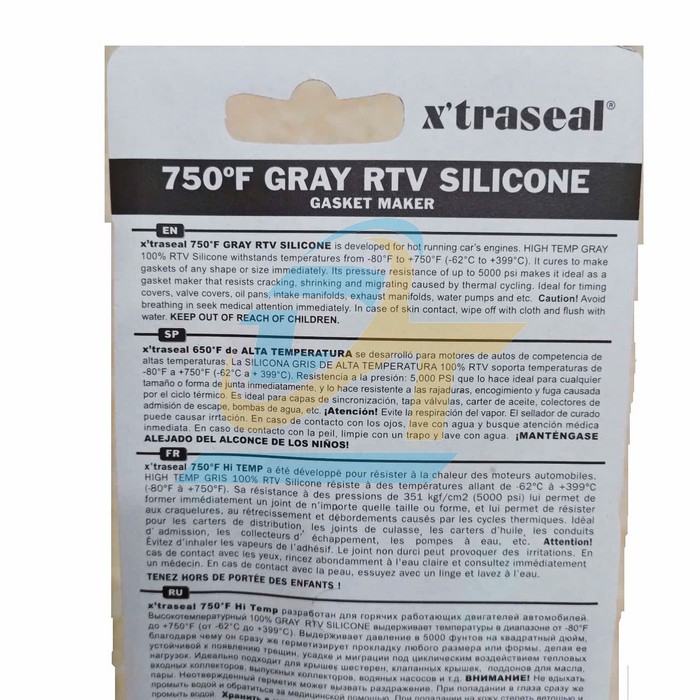 x'traseal®
750ºF GRAY RTV SILICONE
GASKET MAKER
EN
x'traseal 750°F GRAY RTV SILICONE is developed for hot running car's engines. HIGH TEMP GRAY
100% RTV Silicone withstands temperatures from -80°F to +750°F (-62°C to +399°C). It cures to make
gaskets of any shape or size immediately. Its pressure resistance of up to 5000 psi makes it ideal as a
gasket maker that resists cracking, shrinking and migrating caused by thermal cycling. Ideal for timing
covers, valve covers, oil pans, intake manifolds, exhaust manifolds, water pumps and etc. Caution! Avoid
breathing in seek medical attention immediately. In case of skin contact, wipe off with cloth and flush with
water. KEEP OUT OF REACH OF CHILDREN.
SP
x'traseal 650°F de ALTA TEMPERATURA se desarrolló para motores de autos de competencia de
altas temperaturas. La SILICONA GRIS DE ALTA TEMPERATURA 100% RTV soporta temperaturas de
-80°F a +750°F (-62°C a + 399°C). Resistencia a la presión: 5,000 PSI que lo hace ideal para cualquier
tamaño o forma de junta inmediatamente, y lo hace resistente a las rajaduras, encogimiento y fuga causada
por el ciclo térmico. Es ideal para capas de sincronización, tapa válvulas, carter de aceite, colectores de
admisión de escape, bombas de agua, etc. ¡Atención! Evite la respiración del vapor. El sellador de curado
puede causar irritación. En caso de contacto con los ojos, lave con agua y busque atención médica
inmediata. En caso de contacto con la peil, limpie con un trapo y lave con agua. ¡MANTÉNGASE
ALEJADO DEL ALCONCE DE LOS NIÑOS!
FR
x'traseal 750°F Hi TEMP a été développé pour résister à la chaleur des moteurs automobiles.
HIGH TEMP GRIS 100% RTV Silicone résiste à des températures allant de -62°C à +399°C
(-80°F à +750°F). Sa résistance à des pressions de 351 kgf/cm2 (5000 psi) lui permet de
former immédiatement un joint de n'importe quelle taille ou forme, et lui permet de résister
aux craquelures, au rétrecissement et débordements causés par les cycles thermiques. Idéal
pour les carters de distribution, les joints de culasse, les carters d'huile, les conduits
d' admission, les collecteurs d' échappement, les pompes à eau, etc. Attention!
Évitez d'inhaler les vapeurs de l'adhésif. Le joint non durci peut provoquer des irritations. En
cas de contact avec les yeux, rincez abondamment à l'eau claire et consultez immédiatement
un médecin. En cas de contact avec la peau, essuyez avec un linge et lavez à l'eau.
TENEZ HORS DE PORTÉE DES ENFANTS !
RU
x'traseal 750°F Hi Temp разработан для горячих работающих двигателей автомобилей.
Высокотемпературный 100% GRAY RTV SILICONE выдерживает температуры в диапазоне от -80°F
до +750°F (от -62°C до +399°C). Выдерживает давление в 5000 фунтов на квадратный дюйм,
благодаря чему он сразу же герметизирует прокладку любого размера или формы, делая ее
устойчивой к появлению трещин, усадке и миграции под циклическим воздействием тепловых
нагрузок. Идеально подходит для крышек шестерен, клапанных крышек, поддонов для масла,
входных коллекторов, выпускных коллекторов, водяных насосов и т.д. ВНИМАНИЕ! Не вдыхать
пары. Неотвержденный герметик может вызвать раздражение. При попадании в глаза сразу же
промыть водой и обратиться за медицинской помощью. При попадании на кожу стереть ветошью и
промыть водой.